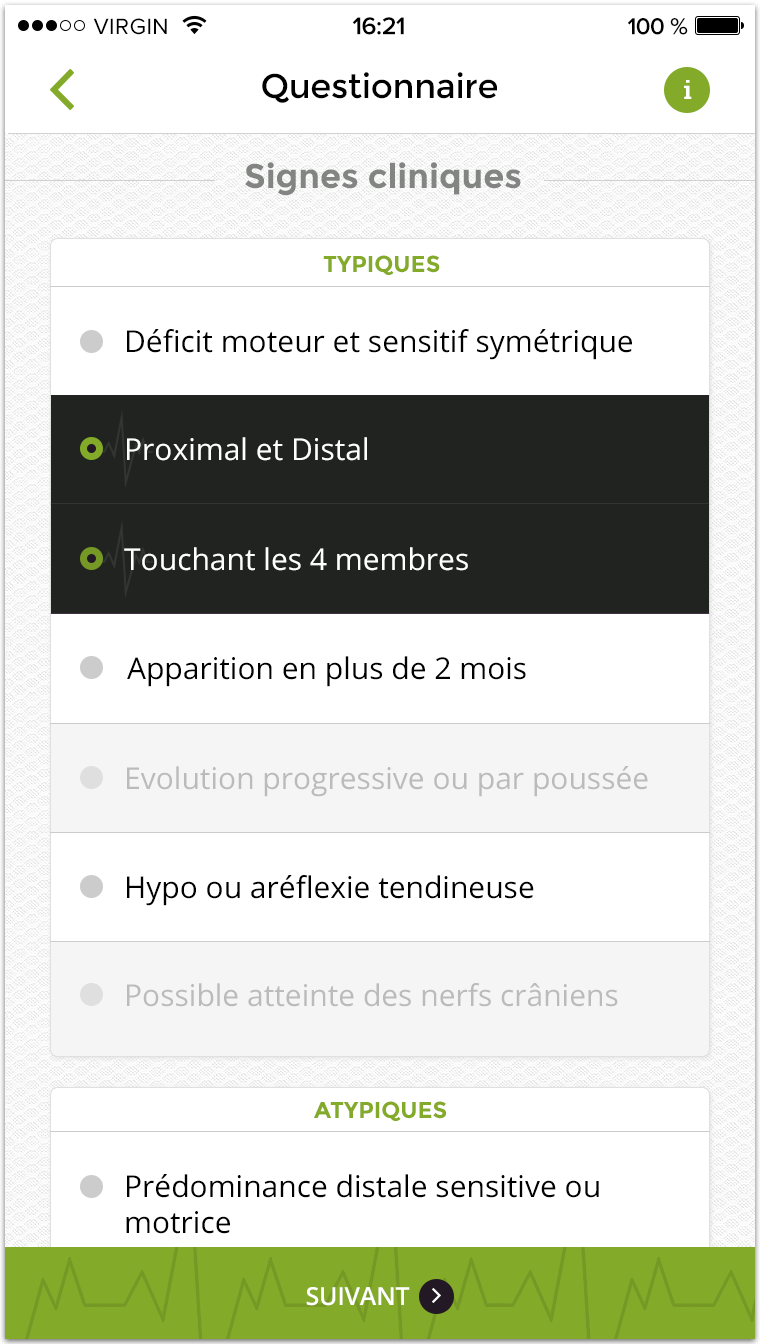 VIRGIN 16:21 100 %
Questionnaire i
Signes cliniques
TYPIQUES
Déficit moteur et sensitif symétrique
Proximal et Distal
Touchant les 4 membres
Apparition en plus de 2 mois
Evolution progressive ou par poussée
Hypo ou aréflexie tendineuse
Possible atteinte des nerfs crâniens
ATYPIQUES
Prédominance distale sensitive ou
motrice
SUIVANT